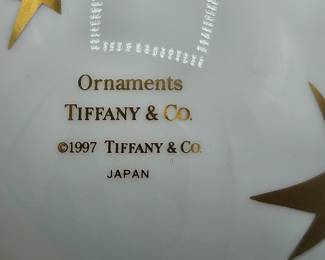 Ornaments
TIFFANY & CO.
©1997 TIFFANY & CO.
JAPAN